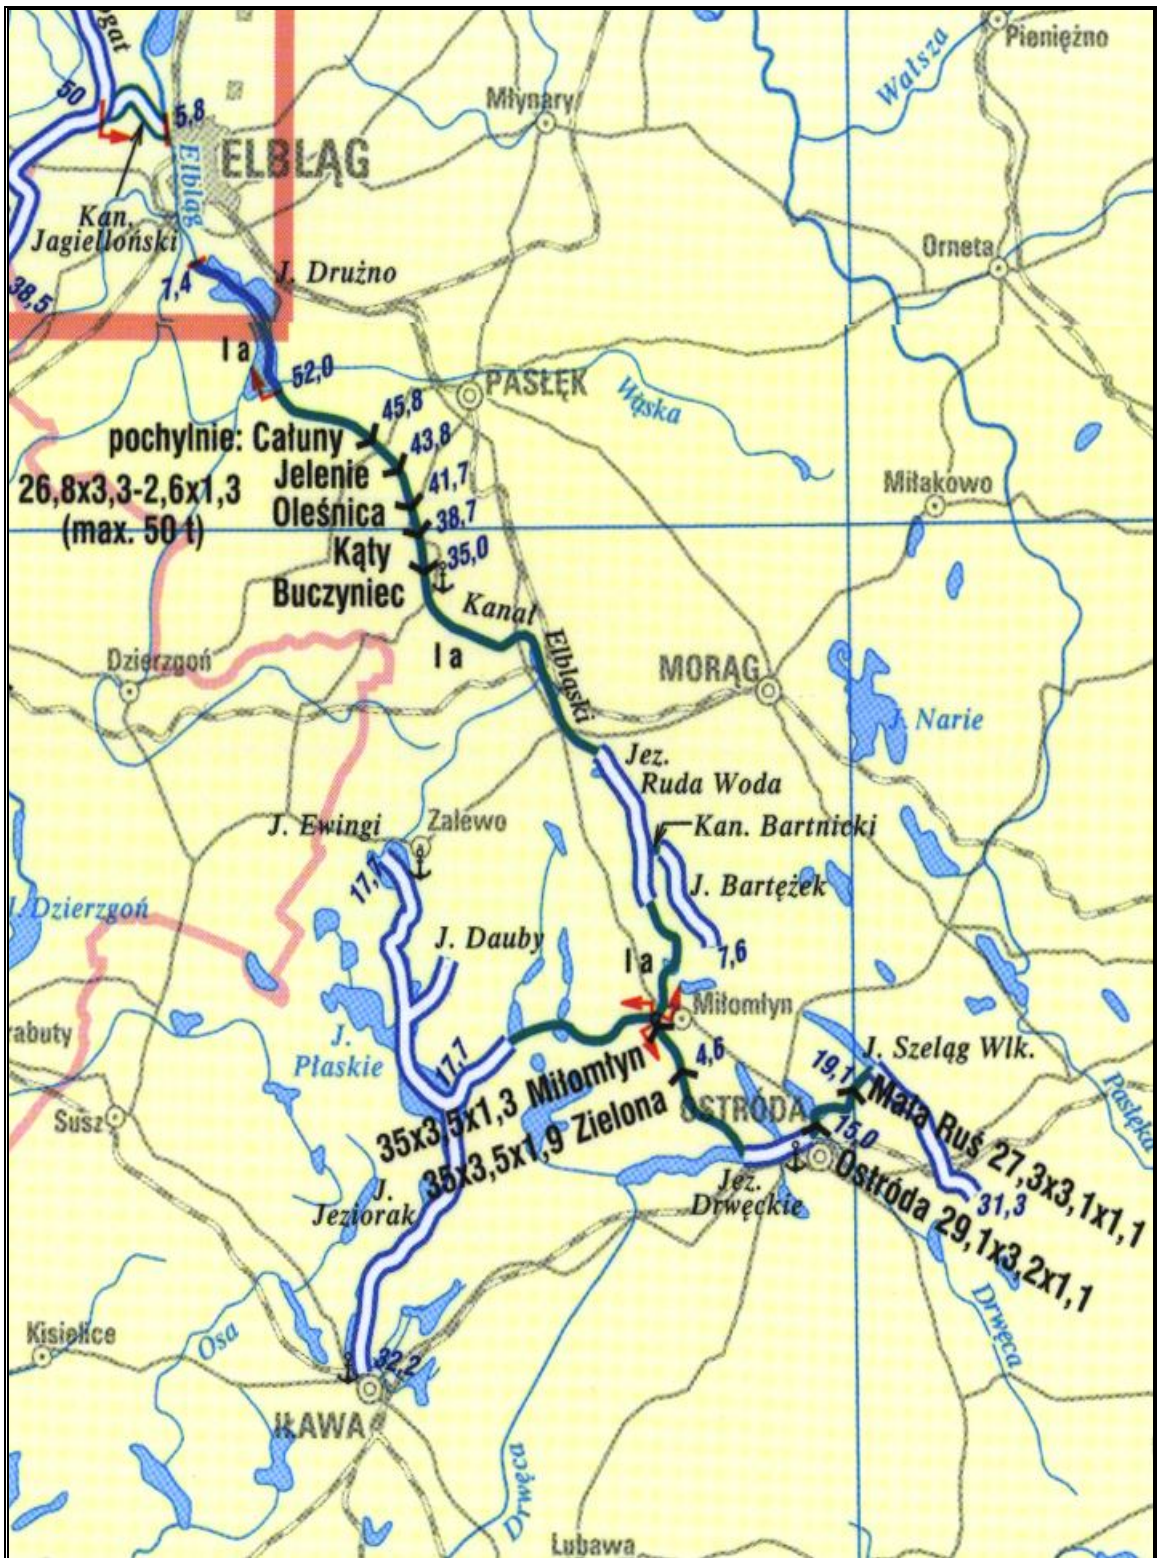 ogat
Pieniężno
Wałsza
50
Młynary
5,8
ELBLĄG
Elbląg
Kan.
Jagielloński
Orneta
J. Drużno
7,4
38,5
I a
52,0
PASŁĘK
Wąska
45,8
pochylnie: Całuny
43,8
Jelenie
41,7
26,8x3,3-2,6x1,3
Oleśnica
38,7
(max. 50 t)
Miłakowo
Kąty
35,0
Buczyniec
Kanał
Elbląski
I a
Dzierzgoń
MORĄG
J. Narie
Jez.
Ruda Woda
J. Ewingi
Zalewo
Kan. Bartnicki
17,7
J. Bartężek
J. Dzierzgoń
J. Dauby
7,6
I a
Miłomłyn
rabuty
J.
Płaskie
17,7
4,6
J. Szeląg Wlk.
19,1
Pasłęka
35x3,5x1,3 Miłomłyn
35x3,5x1,9 Zielona
OSTRÓDA
15,0
Mała Ruś 27,3x3,1x1,1
Susz
Ostróda 29,1x3,2x1,1
31,3
J.
Jeziorak
Jez.
Drwęckie
Drwęca
Kisielice
Osa
32,2
IŁAWA
Drwęca
Lubawa